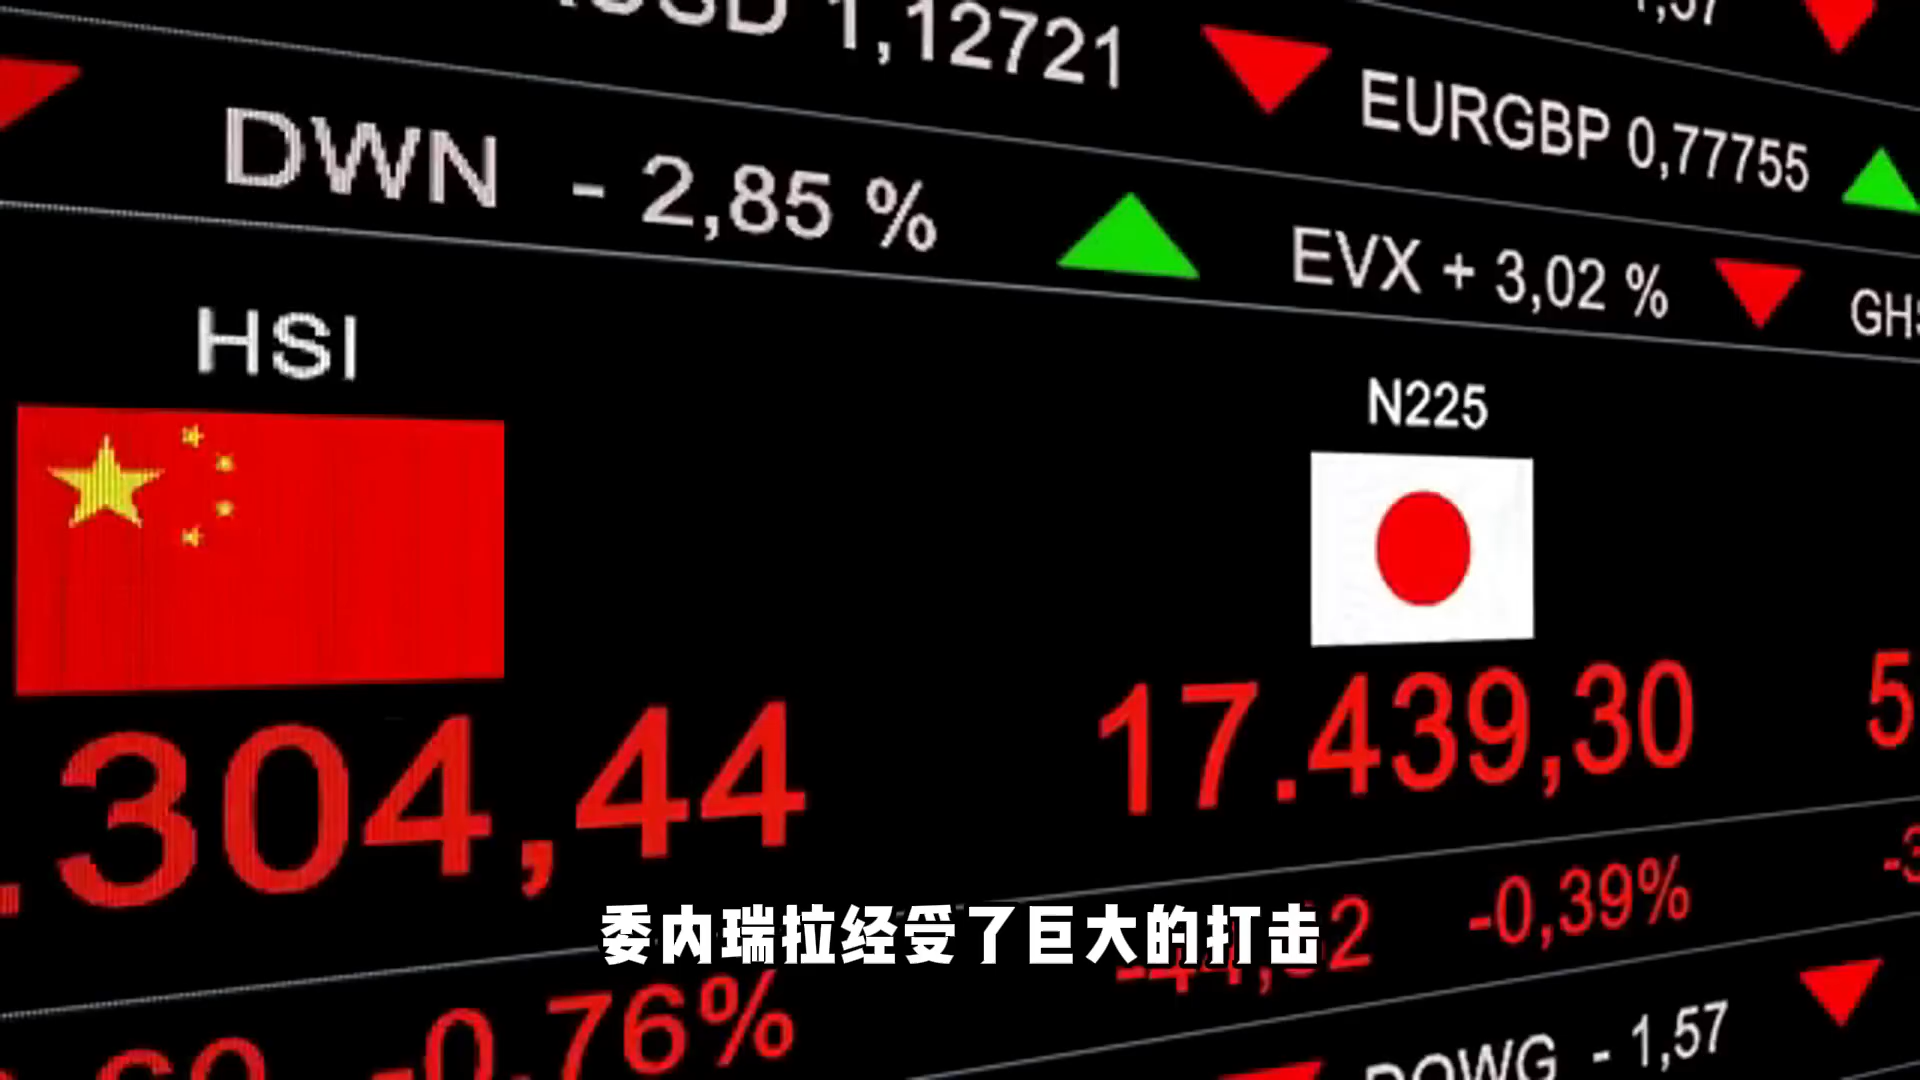 1,12721
EURGBP 0,77755
DWN - 2,85 %
EVX + 3,02 %
HSI
N225
.304,44
17.439,30
-0,39%
委内瑞拉经受了巨大的打击
-0,76%
- 1,57